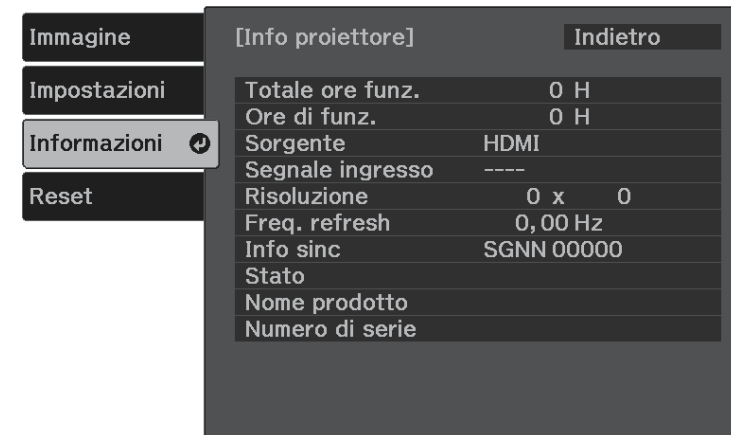 Immagine
Impostazioni
Informazioni
Reset
[Info proiettore] Indietro
Totale ore funz. 0 H
Ore di funz. 0 H
Sorgente HDMI
Segnale ingresso ----
Risoluzione 0 x 0
Freq. refresh 0,00 Hz
Info sinc SGNN 00000
Stato
Nome prodotto
Numero di serie